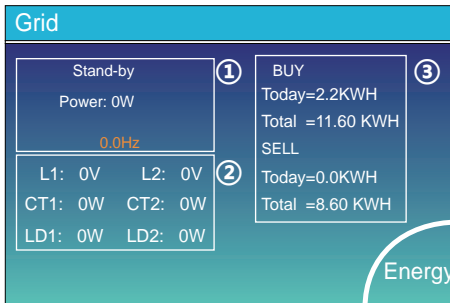 Grid
Stand-by
Power: 0W
0.0Hz
①
L1: 0V L2: 0V
CT1: 0W CT2: 0W
LD1: 0W LD2: 0W
②
BUY
Today=2.2KWH
Total =11.60 KWH
SELL
Today=0.0KWH
Total =8.60 KWH
③
Energy